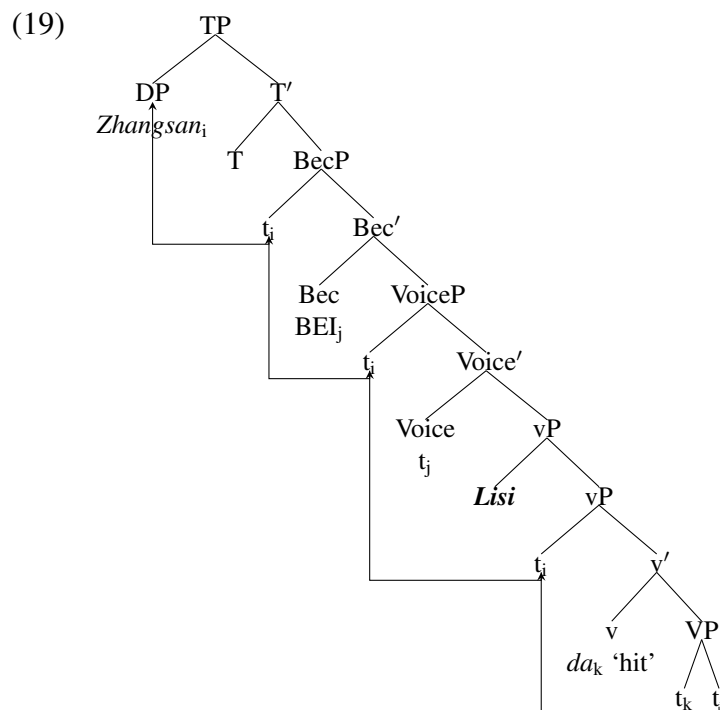 (19)
TP
DP T′
Zhangsan_i
T BecP
t_i Bec′
Bec VoiceP
BEI_j
t_i Voice′
Voice vP
t_j
Lisi vP
t_i v′
v VP
da_k ‘hit’
t_k